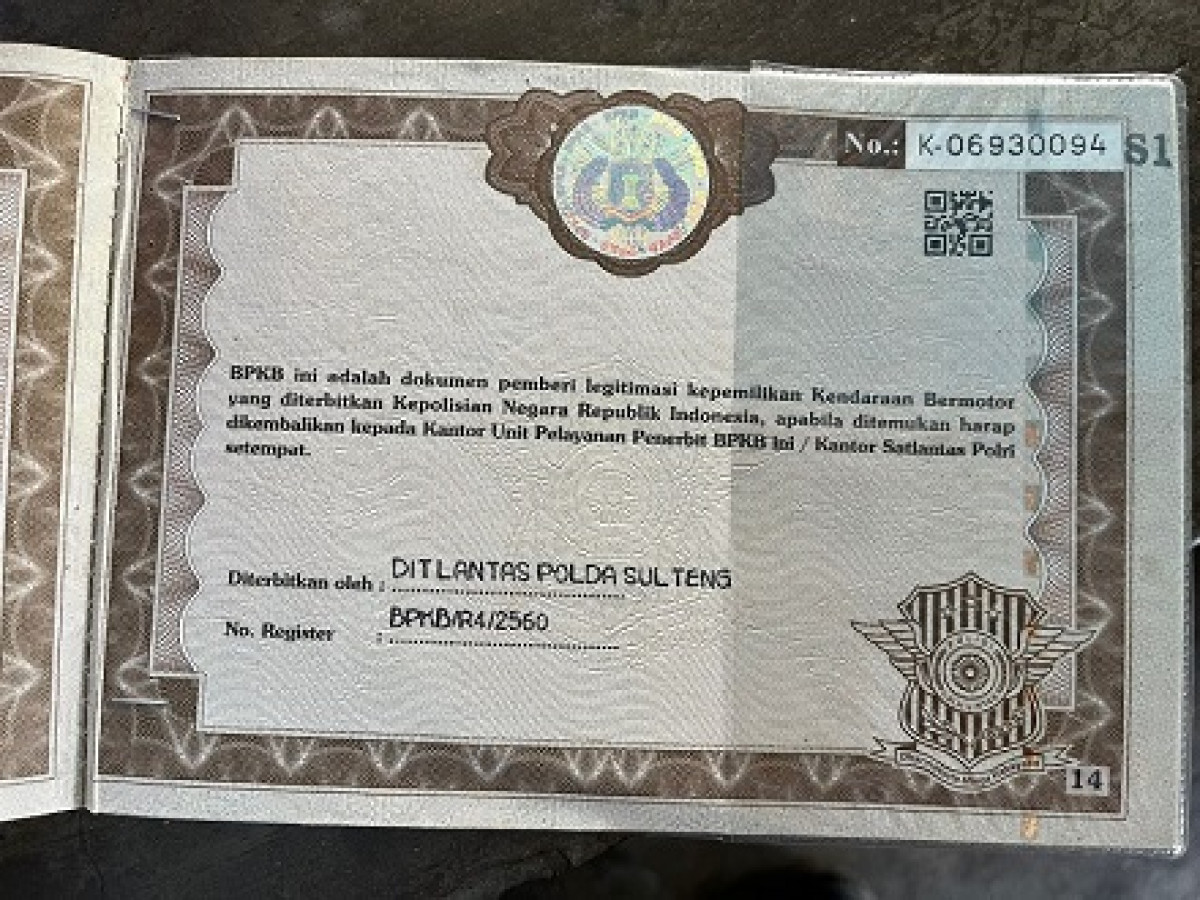 No.: K-06930094 S1
BPKB ini adalah dokumen pemberi legitimasi kepemilikan Kendaraan Bermotor
yang diterbitkan Kepolisian Negara Republik Indonesia, apabila ditemukan harap
dikembalikan kepada Kantor Unit Pelayanan Penerbit BPKB ini / Kantor Satlantas Polri
setempat.
Diterbitkan oleh : DITLANTAS POLDA SULTENG
No. Register : BPKB/R4/2560
14